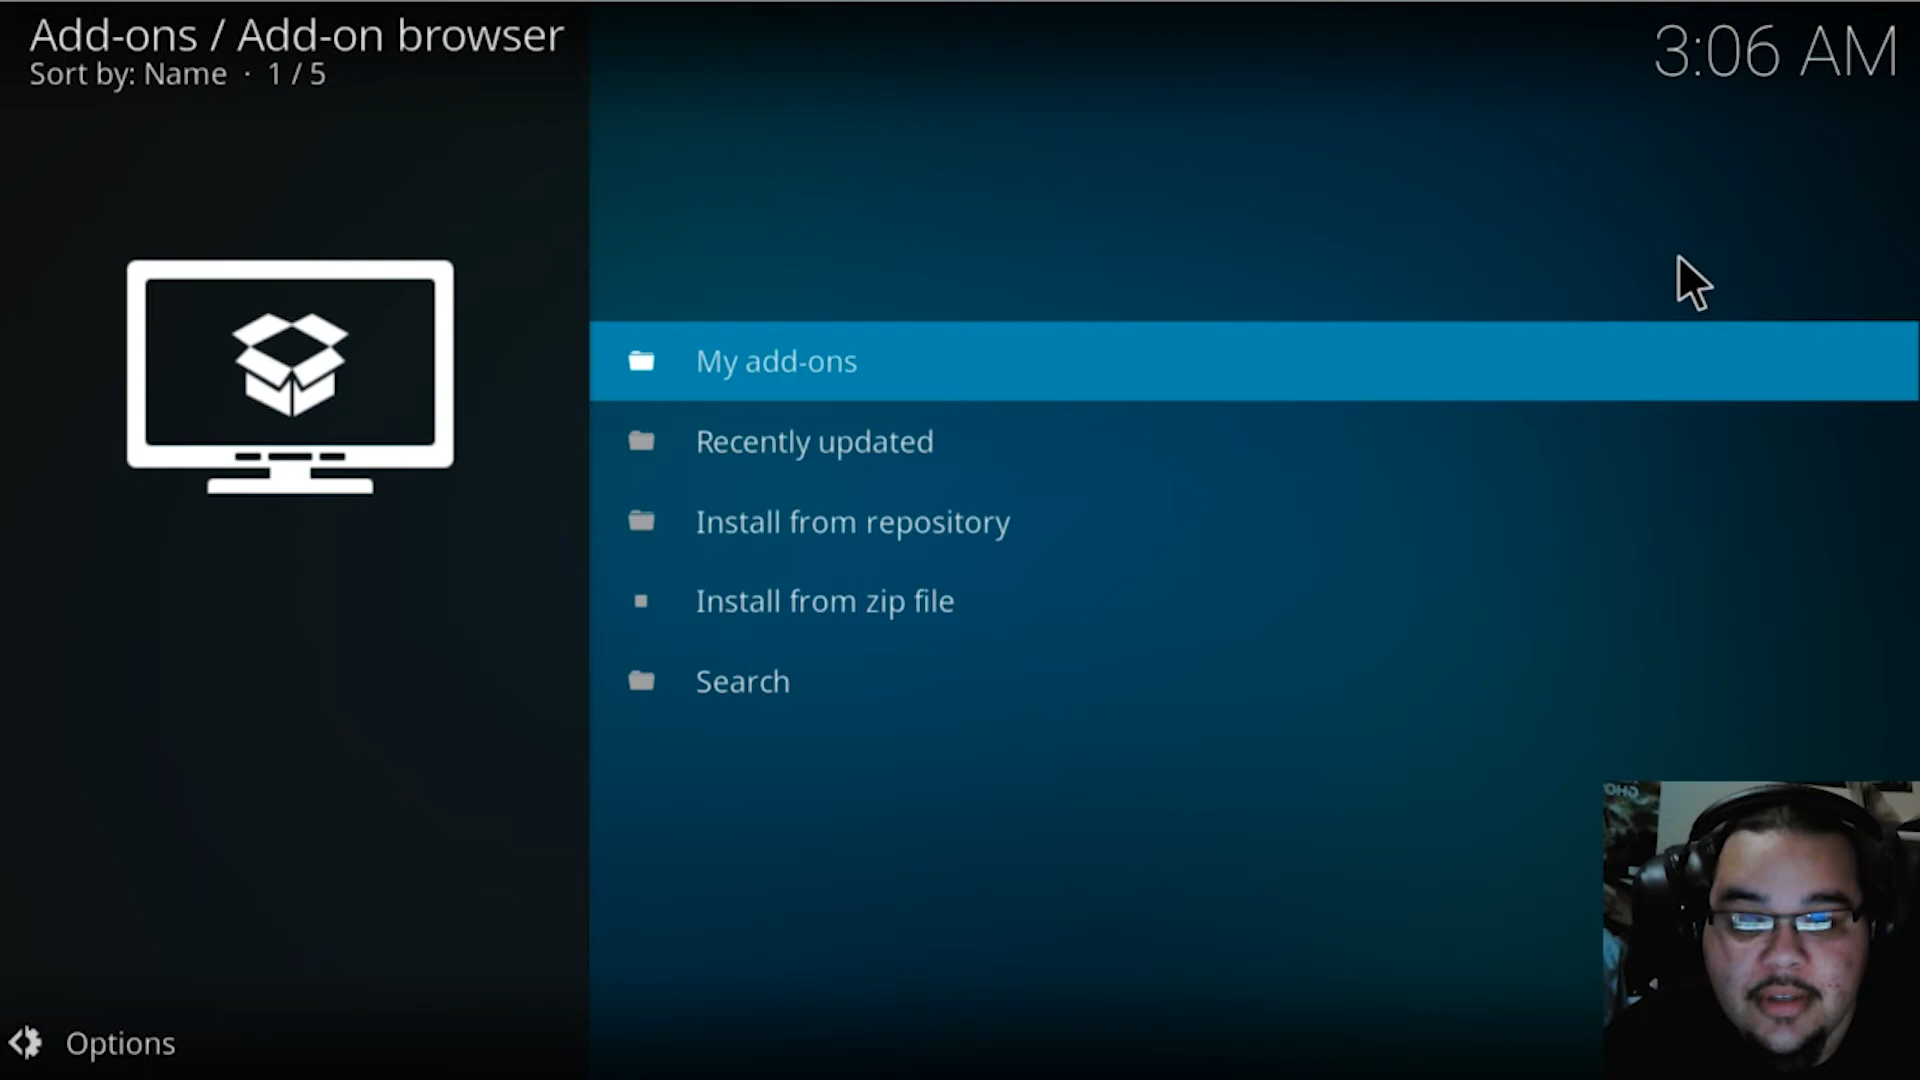 Add-ons / Add-on browser
Sort by: Name · 1 / 5
3:06 AM
My add-ons
Recently updated
Install from repository
Install from zip file
Search
Options